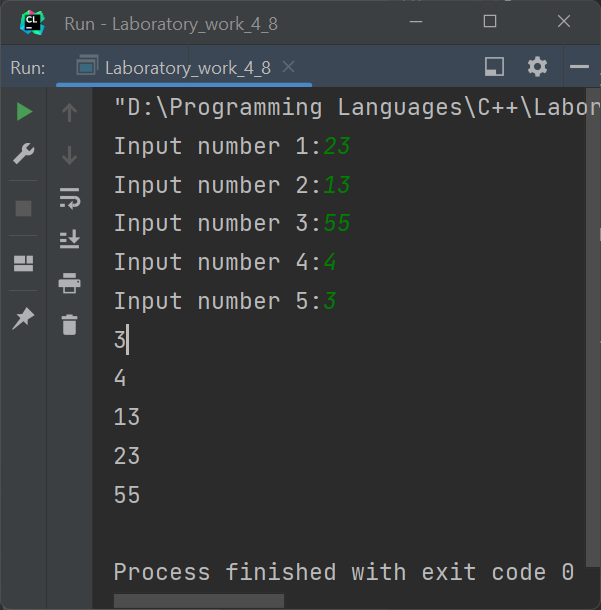 CL Run - Laboratory_work_4_8
Run: Laboratory_work_4_8
"D:\Programming Languages\C++\Labor
Input number 1:23
Input number 2:13
Input number 3:55
Input number 4:4
Input number 5:3
3
4
13
23
55
Process finished with exit code 0